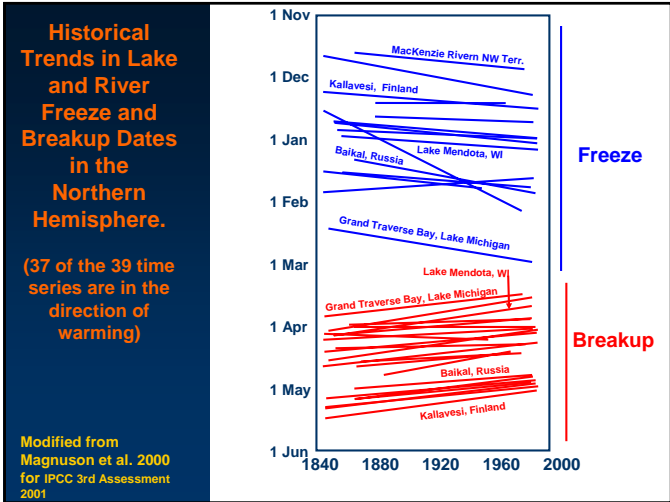 Historical
Trends in Lake
and River
Freeze and
Breakup Dates
in the
Northern
Hemisphere.
(37 of the 39 time
series are in the
direction of
warming)
Modified from
Magnuson et al. 2000
for IPCC 3rd Assessment
2001
1 Nov
1 Dec
1 Jan
1 Feb
1 Mar
1 Apr
1 May
1 Jun
1840
1880
1920
1960
2000
MacKenzie Rivern NW Terr.
Kallavesi, Finland
Lake Mendota, WI
Baikal, Russia
Grand Traverse Bay, Lake Michigan
Freeze
Lake Mendota, WI
Grand Traverse Bay, Lake Michigan
Baikal, Russia
Kallavesi, Finland
Breakup